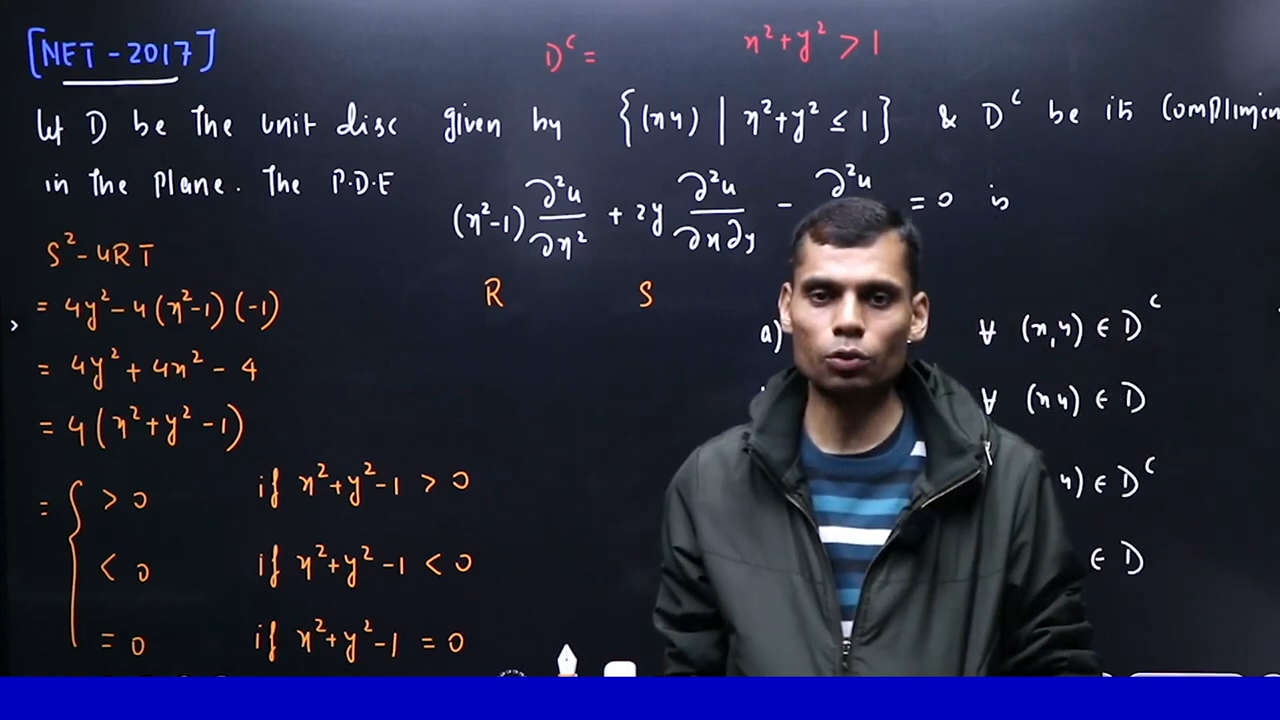 [NET - 2017]
D^c = x²+y² > 1
Let D be the unit disc given by {(x y) | x²+y² ≤ 1} & D^c be its Complimen
in the Plane. The P.D.E (x²-1) ∂²u/∂x² + 2y ∂²u/∂x∂y - ∂²u = 0 is
R S
S² - 4RT
= 4y² - 4(x²-1)(-1)
= 4y² + 4x² - 4
= 4(x²+y²-1)
= { > 0 if x²+y²-1 > 0
< 0 if x²+y²-1 < 0
= 0 if x²+y²-1 = 0
a) ∀ (x,y) ∈ D^c
∀ (x y) ∈ D
y) ∈ D^c
∈ D